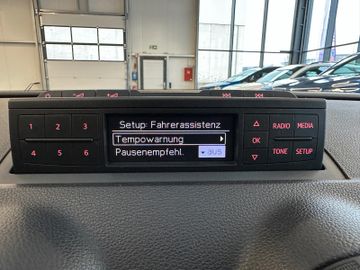 Setup: Fahrerassistenz
1 2 3
Tempowarnung
RADIO MEDIA
OK
4 5 6
Pausenempfehl. aus
TONE SETUP